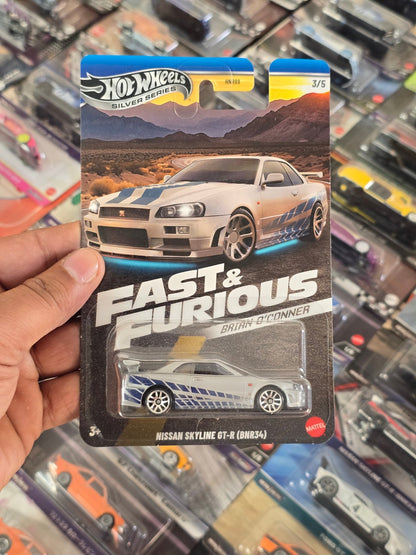 HOT WHEELS
SILVER SERIES
3/5
FAST &
FURIOUS
BRIAN O'CONNER
3+
NISSAN SKYLINE GT-R (BNR34)
MATTEL